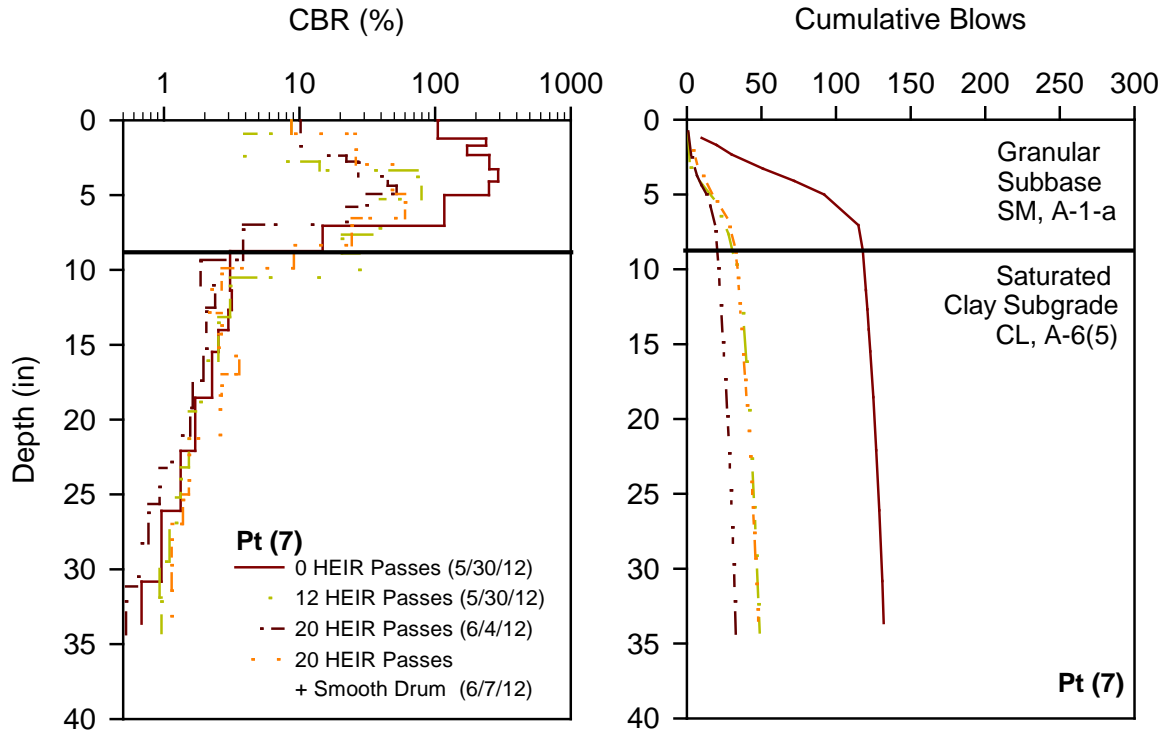 CBR (%)
1 10 100 1000
0
5
10
15
20
25
30
35
40
Depth (in)
Pt (7)
0 HEIR Passes (5/30/12)
12 HEIR Passes (5/30/12)
20 HEIR Passes (6/4/12)
20 HEIR Passes
+ Smooth Drum (6/7/12)
Cumulative Blows
0 50 100 150 200 250 300
0
5
10
15
20
25
30
35
40
Granular
Subbase
SM, A-1-a
Saturated
Clay Subgrade
CL, A-6(5)
Pt (7)